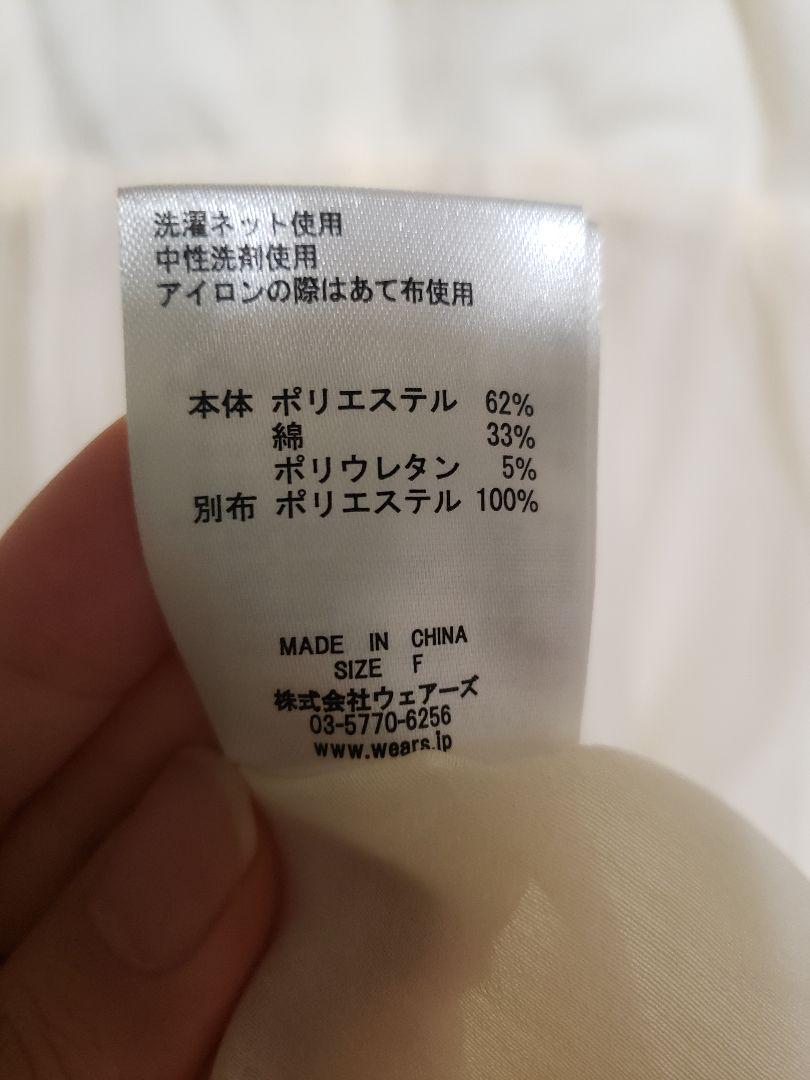 洗濯ネット使用
中性洗剤使用
アイロンの際はあて布使用
本体 ポリエステル 62%
綿 33%
ポリウレタン 5%
別布 ポリエステル 100%
MADE IN CHINA
SIZE F
株式会社ウェアーズ
03-5770-6256
www.wears.jp